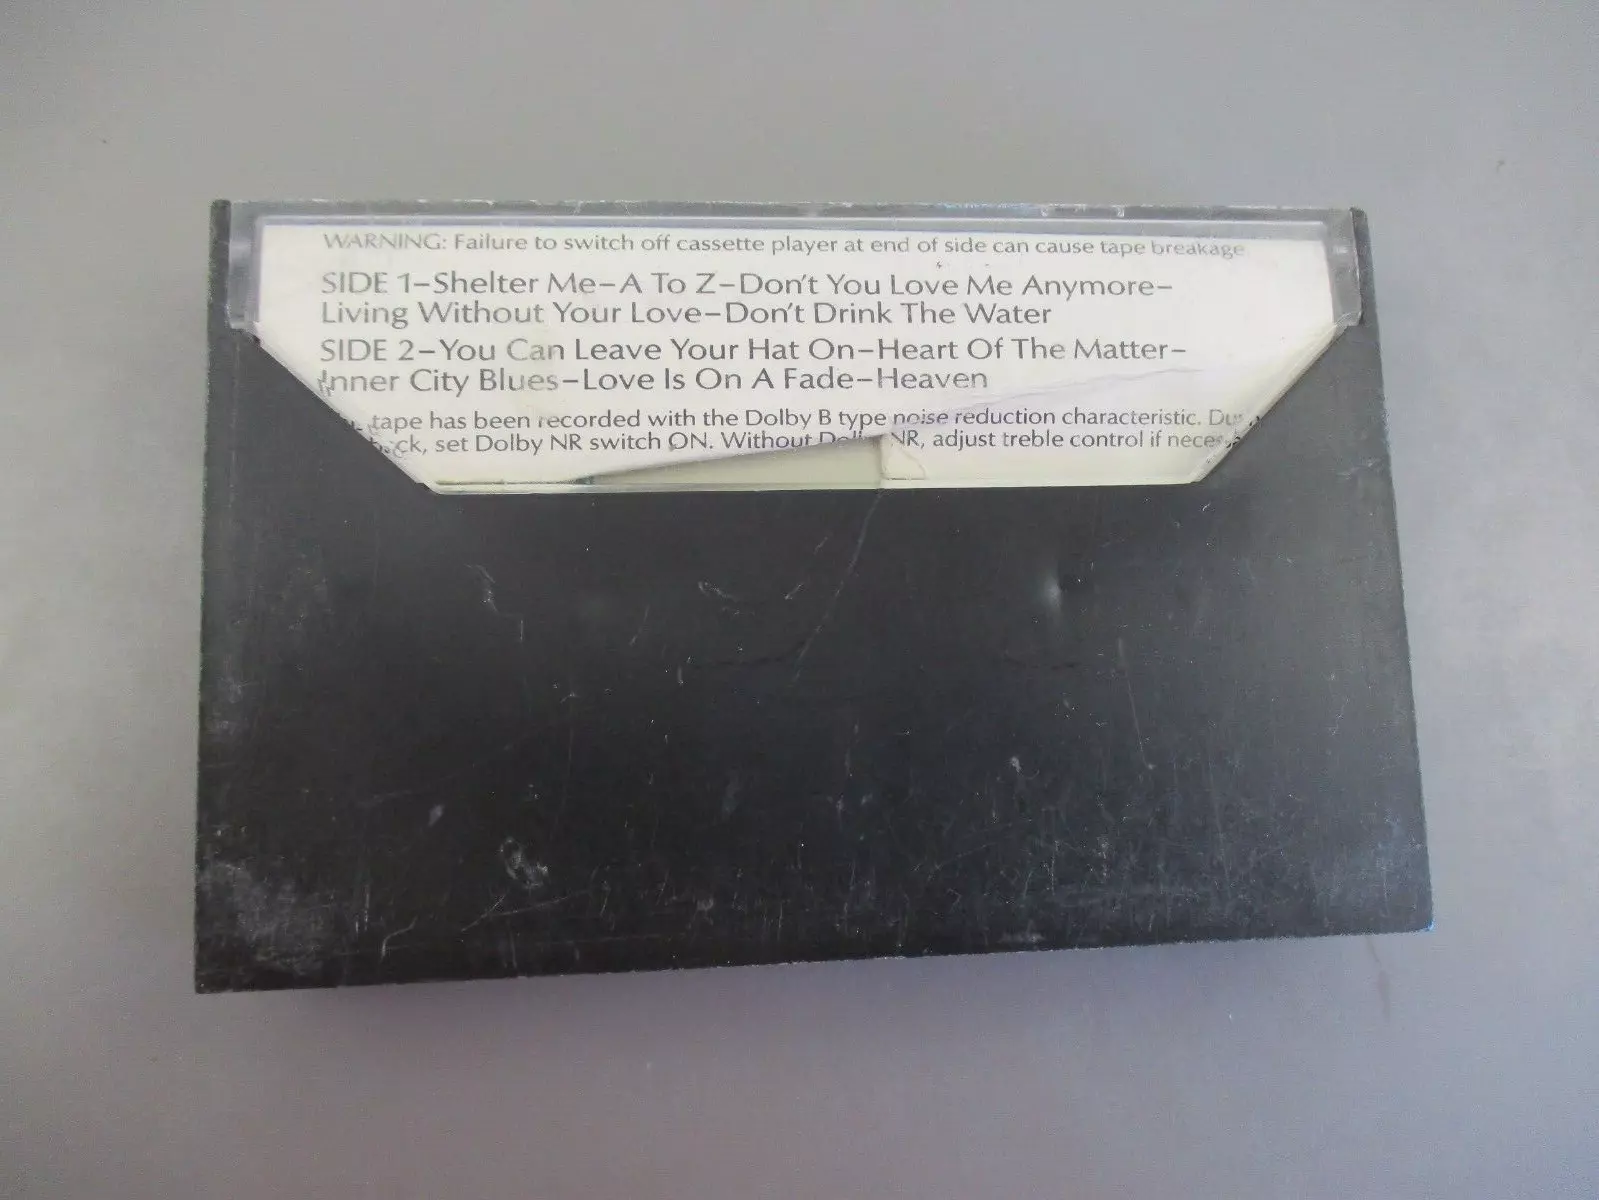 WARNING: Failure to switch off cassette player at end of side can cause tape breakage
SIDE 1–Shelter Me–A To Z–Don't You Love Me Anymore–
Living Without Your Love–Don't Drink The Water
SIDE 2–You Can Leave Your Hat On–Heart Of The Matter–
Inner City Blues–Love Is On A Fade–Heaven
tape has been recorded with the Dolby B type noise reduction characteristic.
set Dolby NR switch ON. Without NR, adjust treble control if